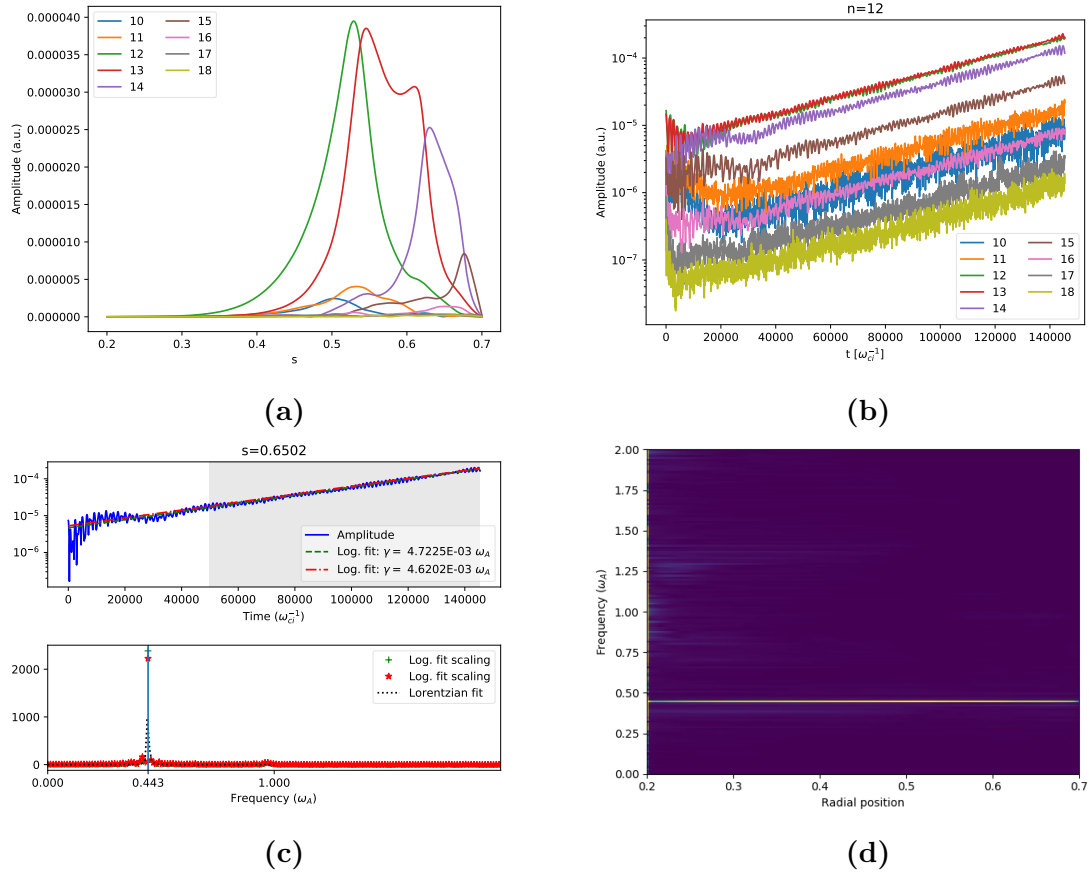 10
11
12
13
14
15
16
17
18
0.000040
0.000035
0.000030
0.000025
0.000020
0.000015
0.000010
0.000005
0.000000
Amplitude (a.u.)
0.2 0.3 0.4 0.5 0.6 0.7
s
(a)
n=12
10⁻⁴
10⁻⁵
10⁻⁶
10⁻⁷
Amplitude (a.u.)
10
11
12
13
14
15
16
17
18
0 20000 40000 60000 80000 100000 120000 140000
t [ω_ci⁻¹]
(b)
s=0.6502
10⁻⁴
10⁻⁵
10⁻⁶
Amplitude
Log. fit: γ = 4.7225E-03 ω_A
Log. fit: γ = 4.6202E-03 ω_A
0 20000 40000 60000 80000 100000 120000 140000
Time (ω_ci⁻¹)
2000
1000
0
Log. fit scaling
Log. fit scaling
Lorentzian fit
0.000 0.443 1.000
Frequency (ω_A)
(c)
2.00
1.75
1.50
1.25
1.00
0.75
0.50
0.25
0.00
Frequency (ω_A)
0.2 0.3 0.4 0.5 0.6 0.7
Radial position
(d)